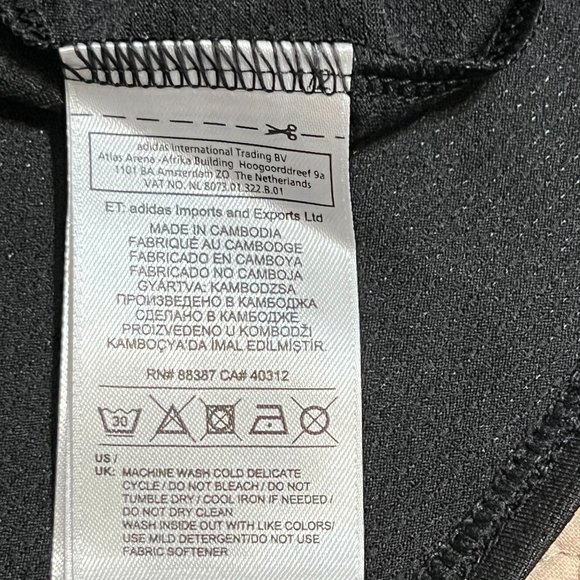 adidas International Trading BV
Atlas Arena -Afrika Building Hoogoorddreef 9a
1101 BA Amsterdam ZO The Netherlands
VAT NO. NL 8073.01.322.B.01
ET: adidas Imports and Exports Ltd
MADE IN CAMBODIA
FABRIQUÉ AU CAMBODGE
FABRICADO EN CAMBOYA
FABRICADO NO CAMBOJA
GYÁRTVA: KAMBODZSA
ПРОИЗВЕДЕНО В КАМБОДЖА
СДЕЛАНО В КАМБОДЖЕ
PROIZVEDENO U KOMBODŽI
KAMBOÇYA'DA İMAL EDİLMİŞTİR.
RN# 88387 CA# 40312
30
US /
UK: MACHINE WASH COLD DELICATE
CYCLE / DO NOT BLEACH / DO NOT
TUMBLE DRY / COOL IRON IF NEEDED /
DO NOT DRY CLEAN
WASH INSIDE OUT WITH LIKE COLORS/
USE MILD DETERGENT/DO NOT USE
FABRIC SOFTENER